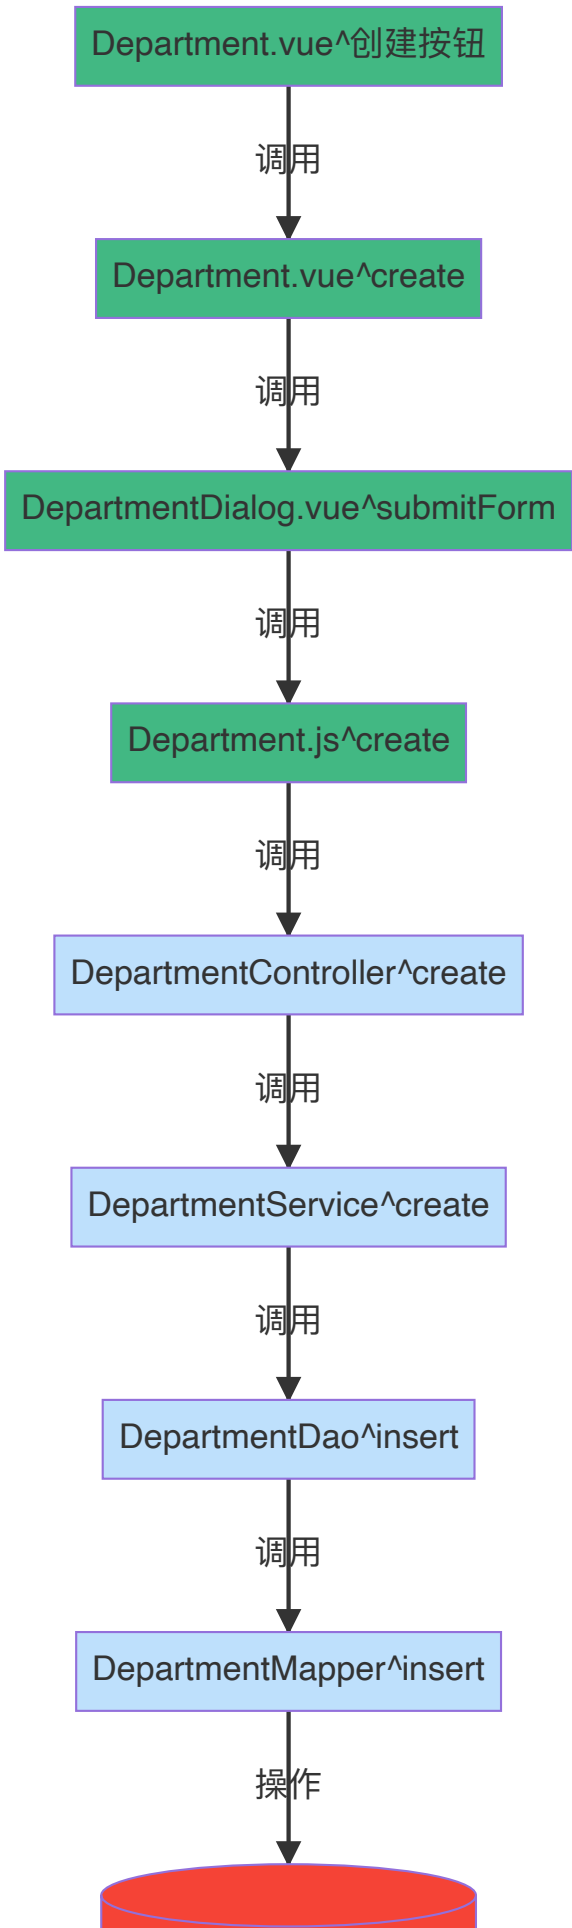 Department.vue^创建按钮
调用
Department.vue^create
调用
DepartmentDialog.vue^submitForm
调用
Department.js^create
调用
DepartmentController^create
调用
DepartmentService^create
调用
DepartmentDao^insert
调用
DepartmentMapper^insert
操作